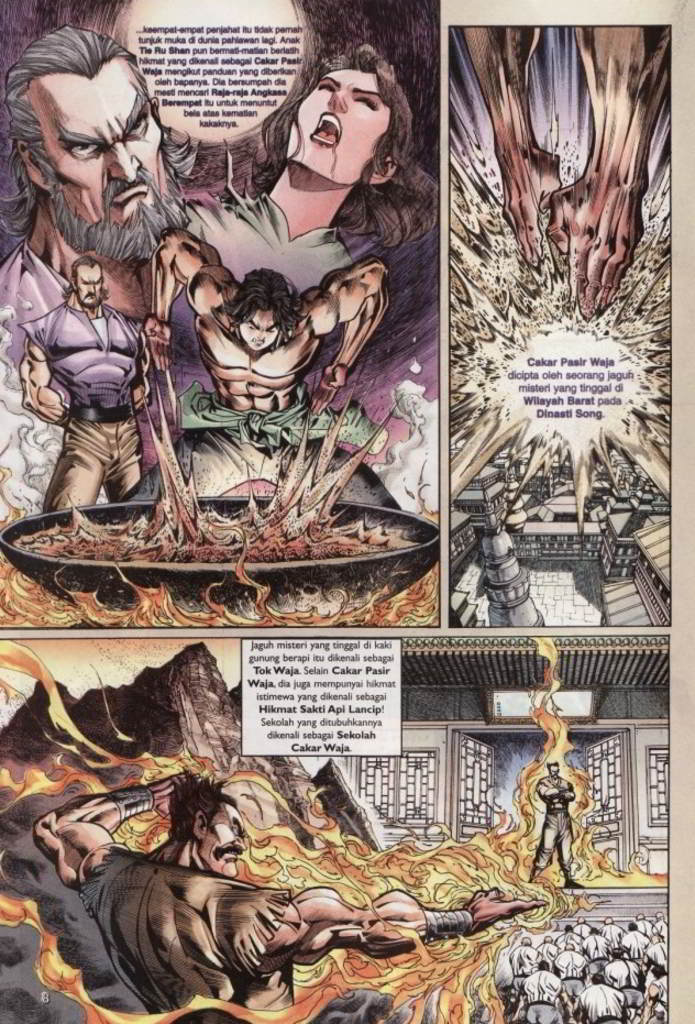 ...keempat-empat penjahat itu tidak pernah
tunjuk muka di dunia pahlawan lagi. Anak
Tie Ru Shan pun bermati-matian berlatih
hikmat yang dikenali sebagai Cakar Pasir
Waja mengikut panduan yang diberikan
oleh bapanya. Dia bersumpah dia
mesti mencari Raja-raja Angkasa
Berempat itu untuk menuntut
bela atas kematian
kakaknya.
Cakar Pasir Waja
dicipta oleh seorang jaguh
misteri yang tinggal di
Wilayah Barat pada
Dinasti Song.
Jaguh misteri yang tinggal di kaki
gunung berapi itu dikenali sebagai
Tok Waja. Selain Cakar Pasir
Waja, dia juga mempunyai hikmat
istimewa yang dikenali sebagai
Hikmat Sakti Api Lancip!
Sekolah yang ditubuhkannya
dikenali sebagai Sekolah
Cakar Waja.